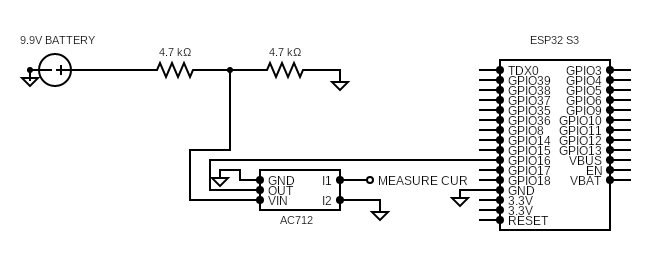 9.9V BATTERY
4.7 kΩ
4.7 kΩ
ESP32 S3
TDX0 GPIO3
GPIO39 GPIO4
GPIO38 GPIO5
GPIO37 GPIO6
GPIO35 GPIO9
GPIO36 GPIO10
GPIO8 GPIO11
GPIO14 GPIO12
GPIO15 GPIO13
GPIO16 VBUS
GPIO17 EN
GPIO18 VBAT
GND
3.3V
3.3V
RESET
GND I1 MEASURE CUR
OUT
VIN I2
AC712